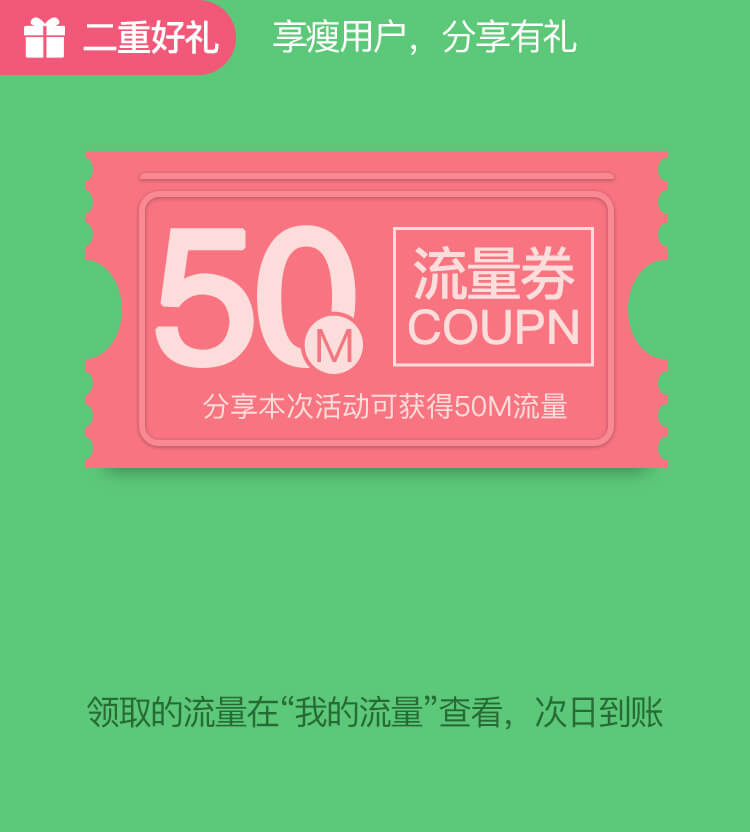 二重好礼
享瘦用户，分享有礼
50M
流量券
COUPN
分享本次活动可获得50M流量
领取的流量在“我的流量”查看，次日到账